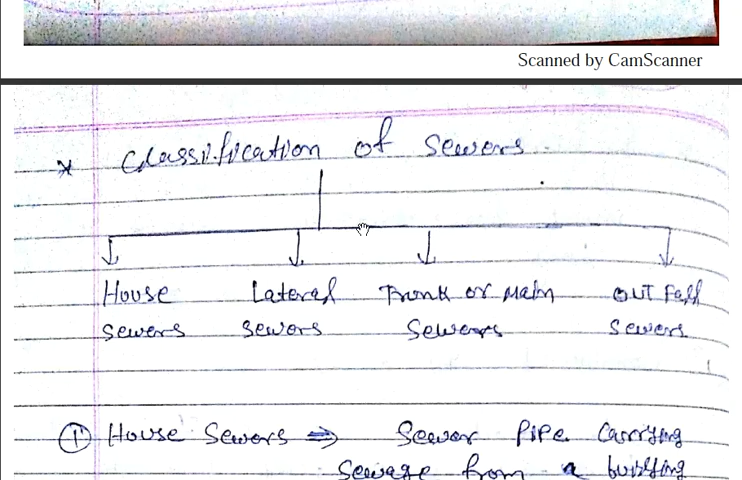 Scanned by CamScanner
* Classification of Sewers.
House Lateral Trunk or Main Out Fall
Sewers Sewers Sewers Sewers
① House Sewers ⇒ Sewer Pipe Carrying
Sewage from a building